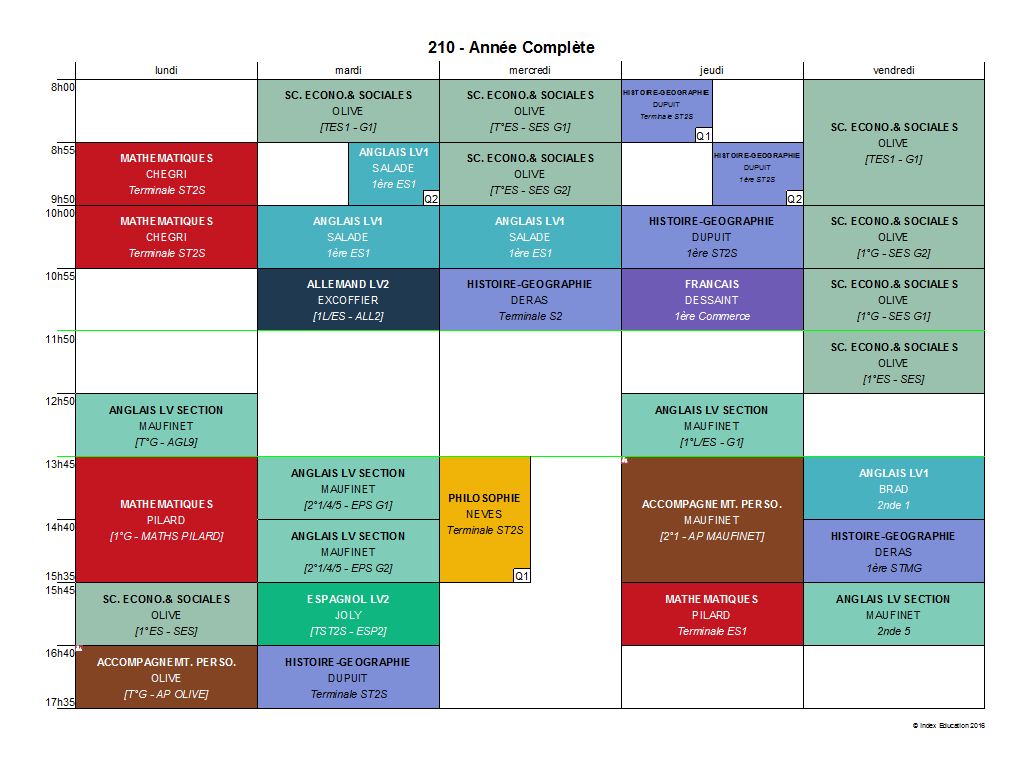 210 - Année Complète
lundi
mardi
mercredi
jeudi
vendredi
8h00
SC. ECONO.& SOCIALES
OLIVE
[TES1 - G1]
SC. ECONO.& SOCIALES
OLIVE
[T°ES - SES G1]
HISTOIRE-GEOGRAPHIE
DUPUIT
Terminale ST2S
Q1
SC. ECONO.& SOCIALES
OLIVE
[TES1 - G1]
8h55
MATHEMATIQUES
CHEGRI
Terminale ST2S
ANGLAIS LV1
SALADE
1ère ES1
Q2
SC. ECONO.& SOCIALES
OLIVE
[T°ES - SES G2]
HISTOIRE-GEOGRAPHIE
DUPUIT
1ère ST2S
Q2
9h50
10h00
MATHEMATIQUES
CHEGRI
Terminale ST2S
ANGLAIS LV1
SALADE
1ère ES1
ANGLAIS LV1
SALADE
1ère ES1
HISTOIRE-GEOGRAPHIE
DUPUIT
1ère ST2S
SC. ECONO.& SOCIALES
OLIVE
[1°G - SES G2]
10h55
ALLEMAND LV2
EXCOFFIER
[1L/ES - ALL2]
HISTOIRE-GEOGRAPHIE
DERAS
Terminale S2
FRANCAIS
DESSAINT
1ère Commerce
SC. ECONO.& SOCIALES
OLIVE
[1°G - SES G1]
11h50
SC. ECONO.& SOCIALES
OLIVE
[1°ES - SES]
12h50
ANGLAIS LV SECTION
MAUFINET
[T°G - AGL9]
ANGLAIS LV SECTION
MAUFINET
[1°L/ES - G1]
13h45
MATHEMATIQUES
PILARD
[1°G - MATHS PILARD]
ANGLAIS LV SECTION
MAUFINET
[2°1/4/5 - EPS G1]
PHILOSOPHIE
NEVES
Terminale ST2S
Q1
ACCOMPAGNEMT. PERSO.
MAUFINET
[2°1 - AP MAUFINET]
ANGLAIS LV1
BRAD
2nde 1
14h40
ANGLAIS LV SECTION
MAUFINET
[2°1/4/5 - EPS G2]
HISTOIRE-GEOGRAPHIE
DERAS
1ère STMG
15h35
15h45
SC. ECONO.& SOCIALES
OLIVE
[1°ES - SES]
ESPAGNOL LV2
JOLY
[TST2S - ESP2]
MATHEMATIQUES
PILARD
Terminale ES1
ANGLAIS LV SECTION
MAUFINET
2nde 5
16h40
ACCOMPAGNEMT. PERSO.
OLIVE
[T°G - AP OLIVE]
HISTOIRE-GEOGRAPHIE
DUPUIT
Terminale ST2S
17h35
© Index Education 2016